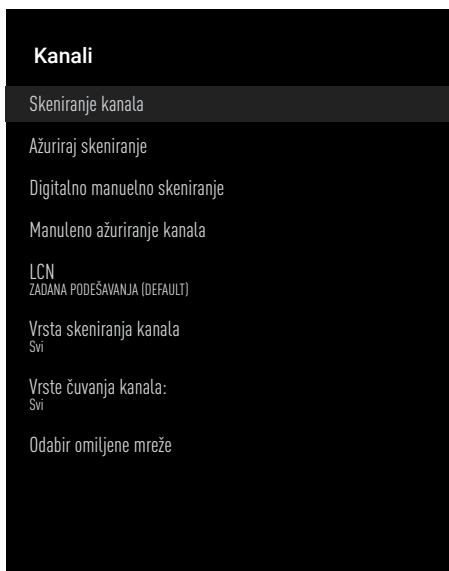 Kanali
Skeniranje kanala
Ažuriraj skeniranje
Digitalno manuelno skeniranje
Manuleno ažuriranje kanala
LCN
ZADANA PODEŠAVANJA (DEFAULT)
Vrsta skeniranja kanala
Svi
Vrste čuvanja kanala:
Svi
Odabir omiljene mreže